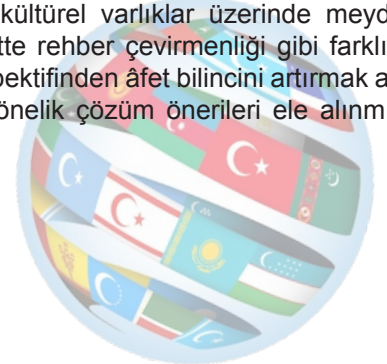 kültürel varlıklar üzerinde meyd
tte rehber çevirmenliği gibi farklı
pektifinden âfet bilincini artırmak a
önelik çözüm önerileri ele alınm